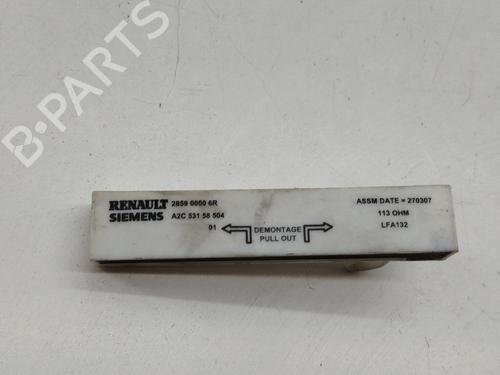 B-PARTS
RENAULT 2859 0000 6R
SIEMENS A2C 531 58 504
01
DEMONTAGE
PULL OUT
ASSM DATE = 270307
113 OHM
LFA132